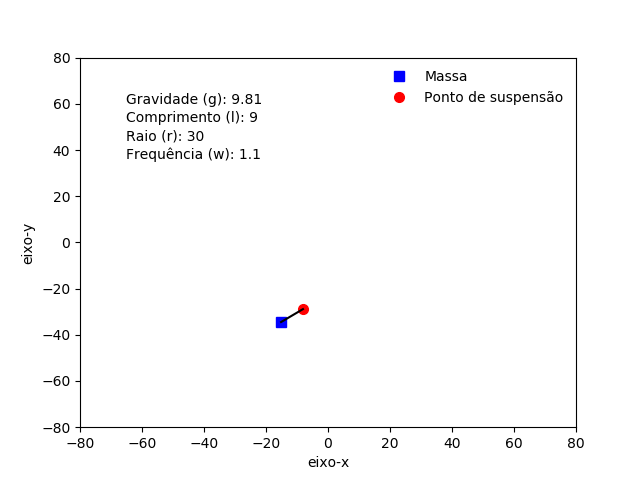 Massa
Ponto de suspensão
Gravidade (g): 9.81
Comprimento (l): 9
Raio (r): 30
Frequência (w): 1.1
80
60
40
20
0
−20
−40
−60
−80
eixo-y
−80 −60 −40 −20 0 20 40 60 80
eixo-x